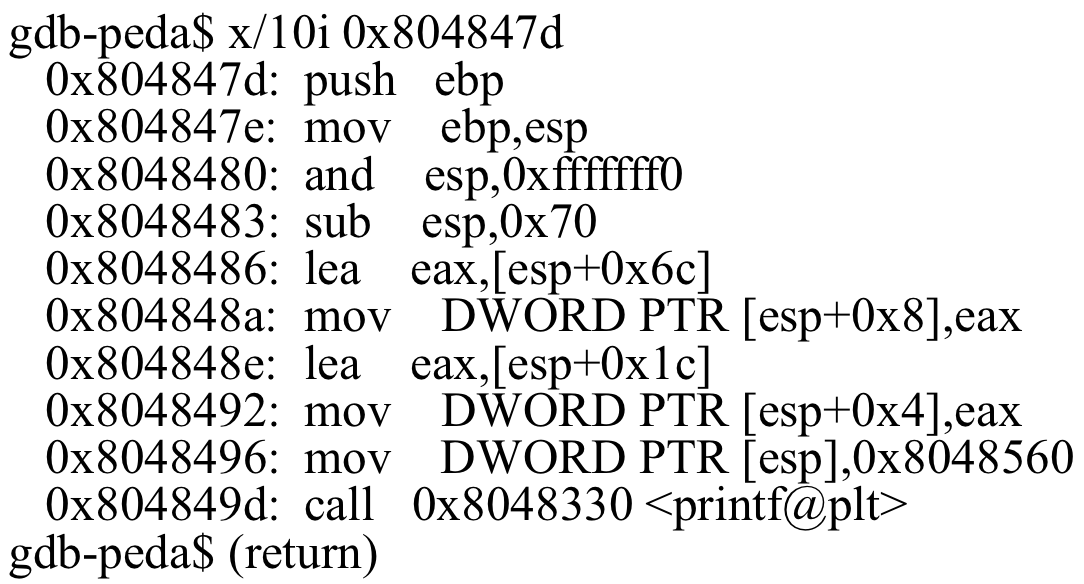 gdb-peda$ x/10i 0x804847d
0x804847d: push ebp
0x804847e: mov ebp,esp
0x8048480: and esp,0xfffffff0
0x8048483: sub esp,0x70
0x8048486: lea eax,[esp+0x6c]
0x804848a: mov DWORD PTR [esp+0x8],eax
0x804848e: lea eax,[esp+0x1c]
0x8048492: mov DWORD PTR [esp+0x4],eax
0x8048496: mov DWORD PTR [esp],0x8048560
0x804849d: call 0x8048330 <printf@plt>
gdb-peda$ (return)